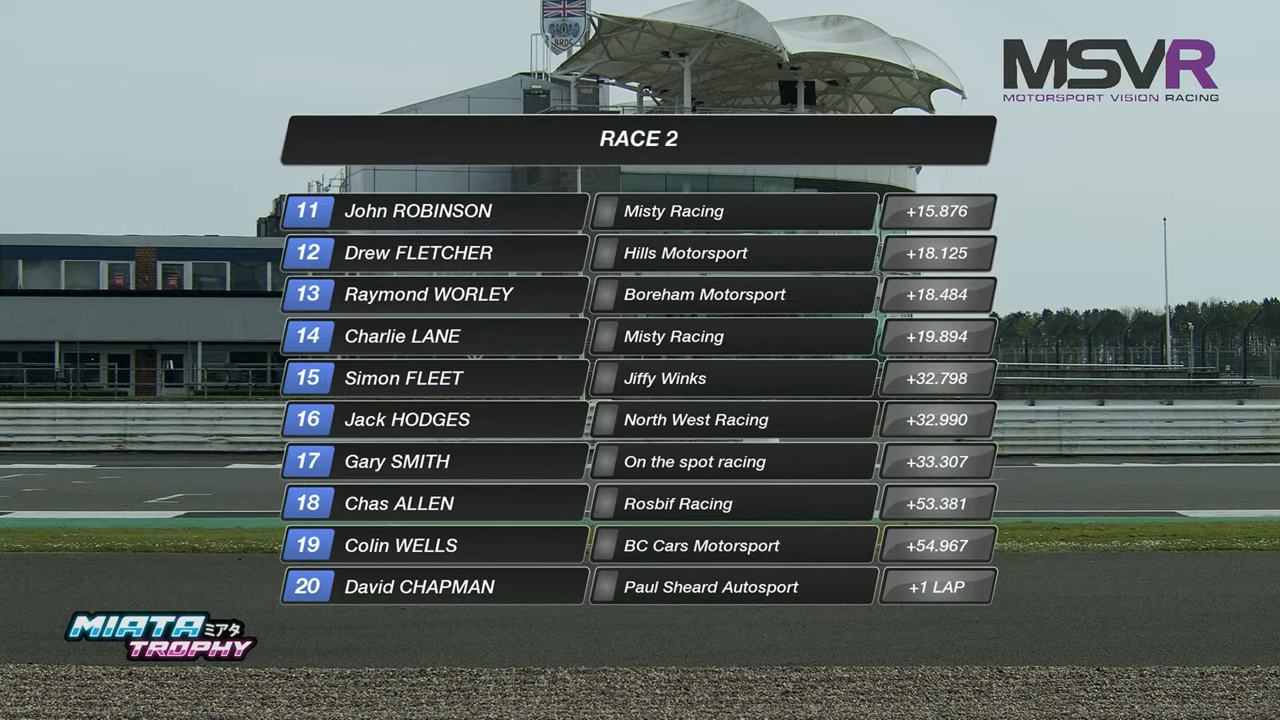 BRDC
MSVR
MOTORSPORT VISION RACING
RACE 2
11 John ROBINSON Misty Racing +15.876
12 Drew FLETCHER Hills Motorsport +18.125
13 Raymond WORLEY Boreham Motorsport +18.484
14 Charlie LANE Misty Racing +19.894
15 Simon FLEET Jiffy Winks +32.798
16 Jack HODGES North West Racing +32.990
17 Gary SMITH On the spot racing +33.307
18 Chas ALLEN Rosbif Racing +53.381
19 Colin WELLS BC Cars Motorsport +54.967
20 David CHAPMAN Paul Sheard Autosport +1 LAP
MIATA ミアタ
TROPHY